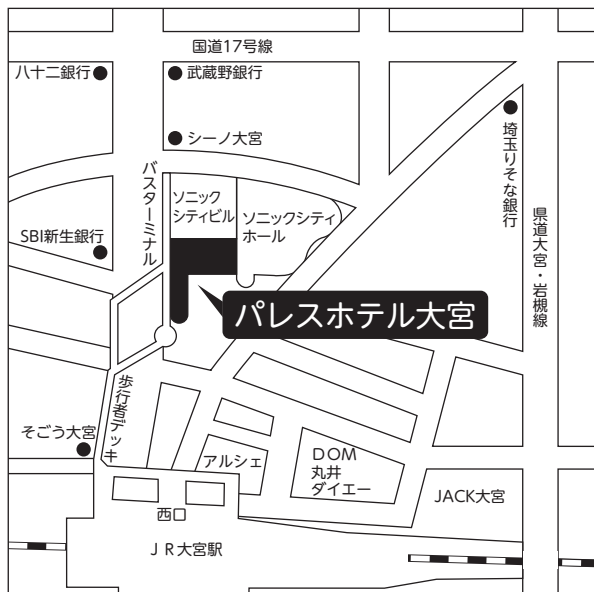 国道17号線
八十二銀行
武蔵野銀行
シーノ大宮
埼玉りそな銀行
バスターミナル
ソニック
シティビル
ソニックシティ
ホール
県道大宮・岩槻線
SBI新生銀行
パレスホテル大宮
歩行者デッキ
そごう大宮
アルシェ
DOM
丸井
ダイエー
JACK大宮
西口
JR大宮駅